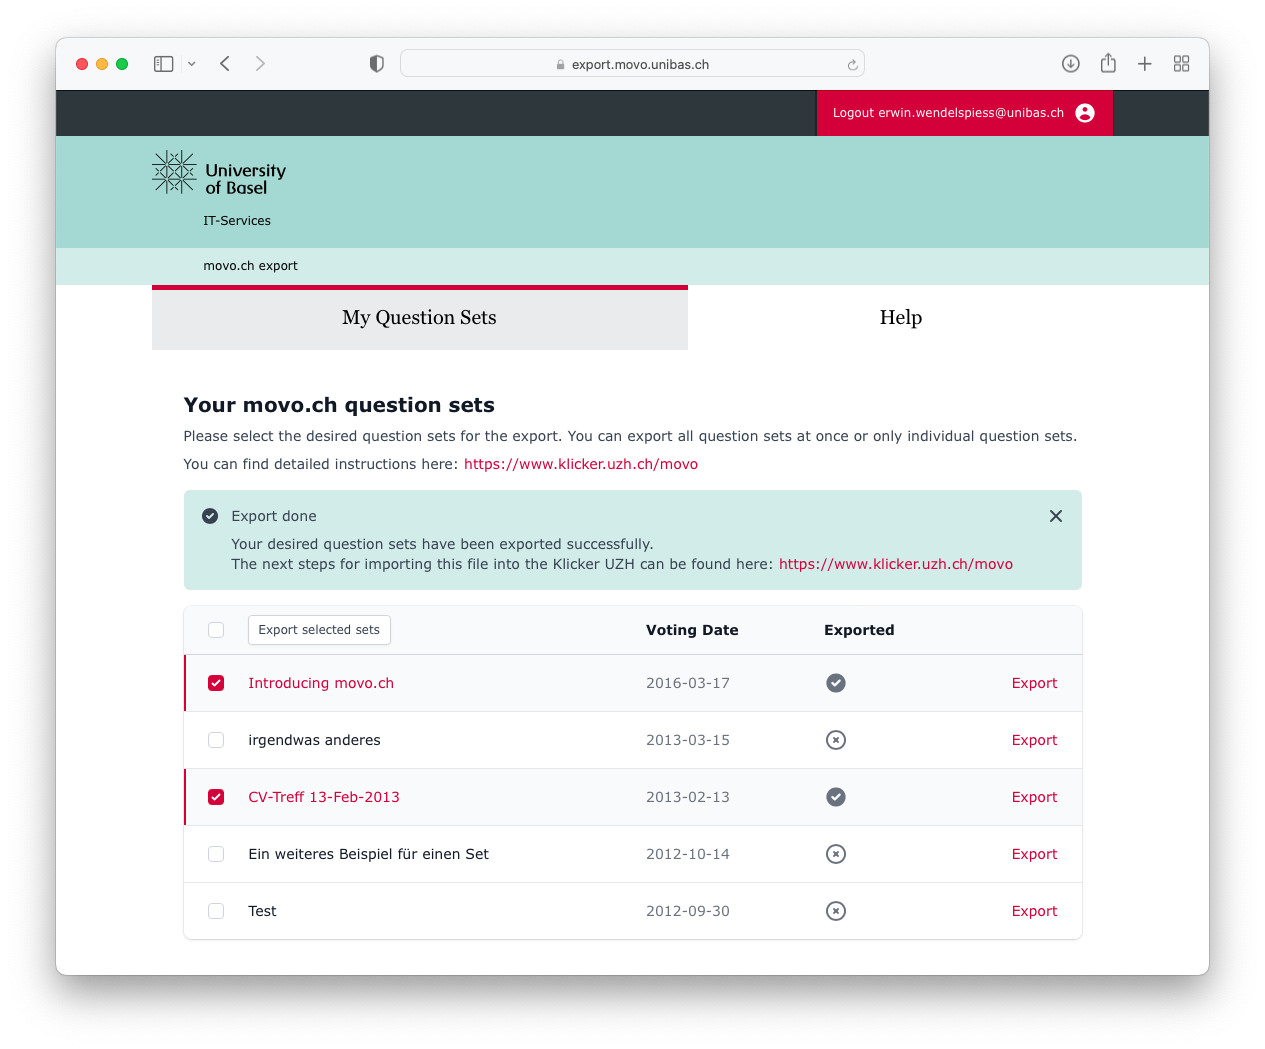 export.movo.unibas.ch
Logout erwin.wendelspiess@unibas.ch
University
of Basel
IT-Services
movo.ch export
My Question Sets
Help
Your movo.ch question sets
Please select the desired question sets for the export. You can export all question sets at once or only individual question sets.
You can find detailed instructions here: https://www.klicker.uzh.ch/movo
Export done
Your desired question sets have been exported successfully.
The next steps for importing this file into the Klicker UZH can be found here: https://www.klicker.uzh.ch/movo
Export selected sets Voting Date Exported
Introducing movo.ch 2016-03-17 Export
irgendwas anderes 2013-03-15 Export
CV-Treff 13-Feb-2013 2013-02-13 Export
Ein weiteres Beispiel für einen Set 2012-10-14 Export
Test 2012-09-30 Export